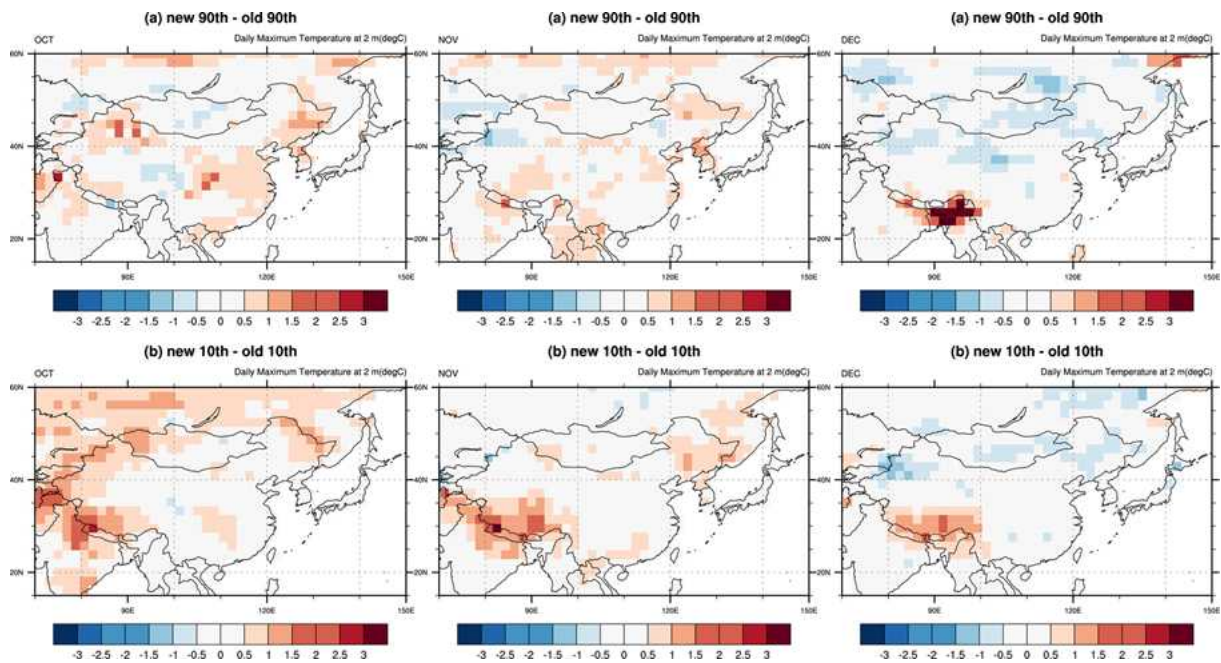 (a) new 90th - old 90th
OCT Daily Maximum Temperature at 2 m(degC)
60N
40N
20N
90E 120E 150E
-3 -2.5 -2 -1.5 -1 -0.5 0 0.5 1 1.5 2 2.5 3
(a) new 90th - old 90th
NOV Daily Maximum Temperature at 2 m(degC)
60N
40N
20N
90E 120E 150E
-3 -2.5 -2 -1.5 -1 -0.5 0 0.5 1 1.5 2 2.5 3
(a) new 90th - old 90th
DEC Daily Maximum Temperature at 2 m(degC)
60N
40N
20N
90E 120E 150E
-3 -2.5 -2 -1.5 -1 -0.5 0 0.5 1 1.5 2 2.5 3
(b) new 10th - old 10th
OCT Daily Maximum Temperature at 2 m(degC)
60N
40N
20N
90E 120E 150E
-3 -2.5 -2 -1.5 -1 -0.5 0 0.5 1 1.5 2 2.5 3
(b) new 10th - old 10th
NOV Daily Maximum Temperature at 2 m(degC)
60N
40N
20N
90E 120E 150E
-3 -2.5 -2 -1.5 -1 -0.5 0 0.5 1 1.5 2 2.5 3
(b) new 10th - old 10th
DEC Daily Maximum Temperature at 2 m(degC)
60N
40N
20N
90E 120E 150E
-3 -2.5 -2 -1.5 -1 -0.5 0 0.5 1 1.5 2 2.5 3